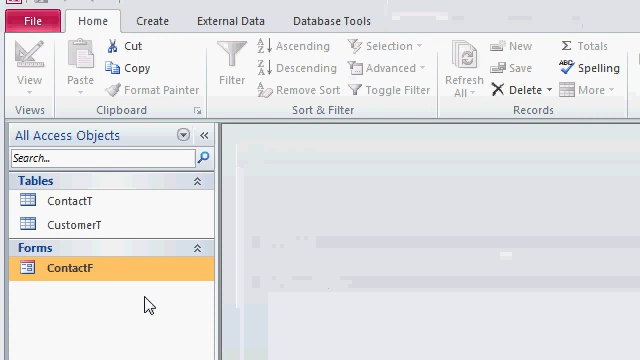 File Home Create External Data Database Tools
View
Views
Paste
Cut
Copy
Format Painter
Clipboard
Filter
Ascending
Descending
Remove Sort
Selection
Advanced
Toggle Filter
Sort & Filter
Refresh
All
New
Save
Delete
Totals
Spelling
More
Records
All Access Objects
Search...
Tables
ContactT
CustomerT
Forms
ContactF